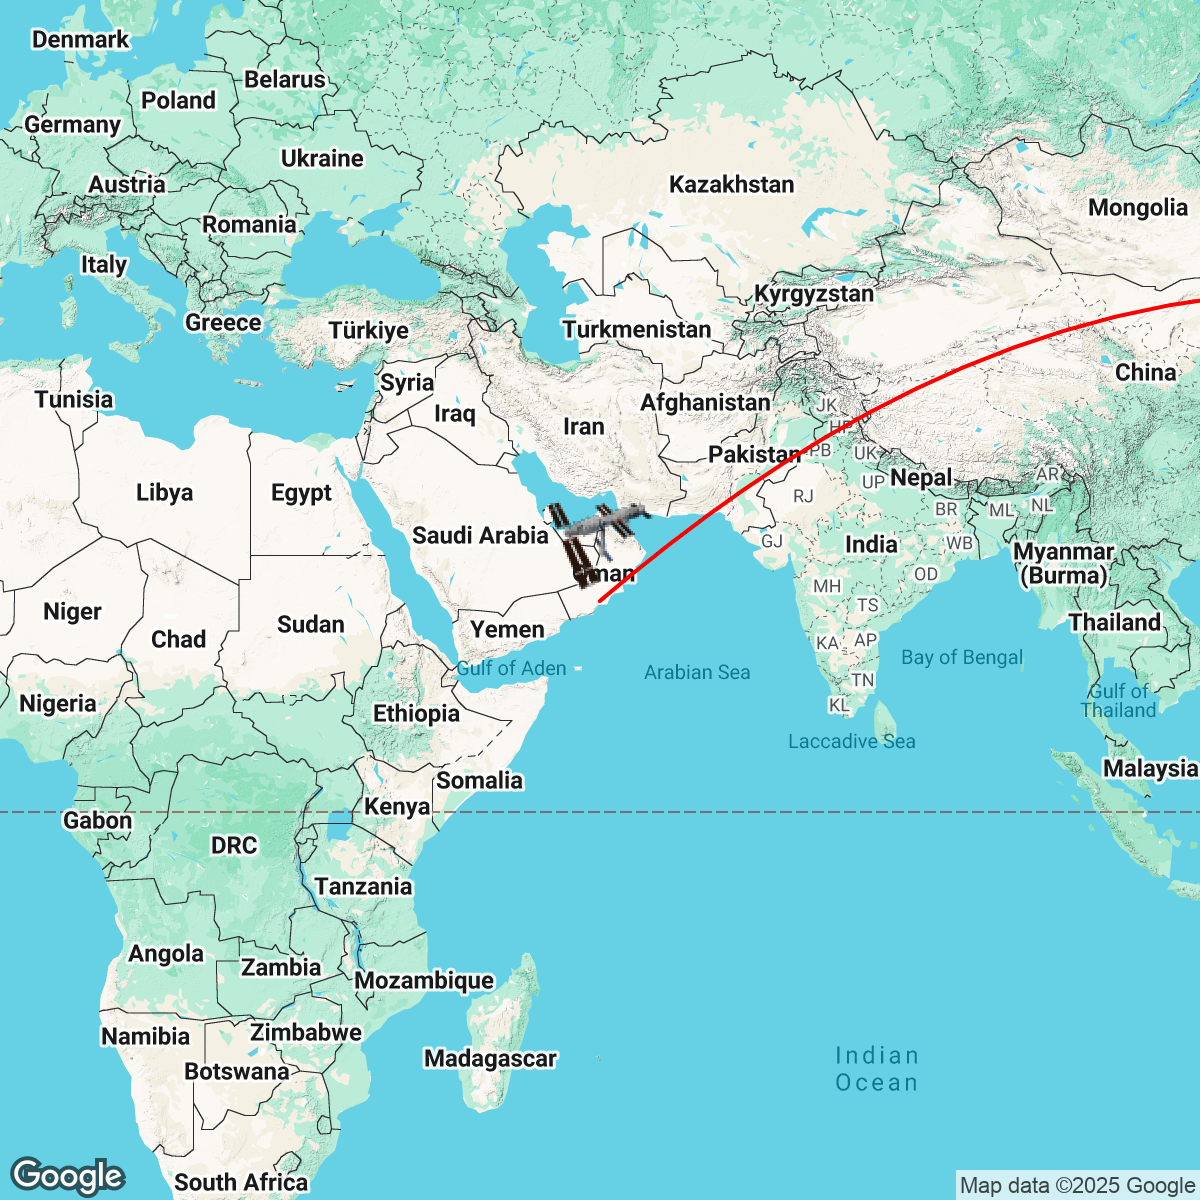 Denmark
Belarus
Poland
Germany
Ukraine
Kazakhstan
Austria
Mongolia
Romania
Italy
Kyrgyzstan
Greece
Türkiye
Turkmenistan
China
Syria
Tunisia
Afghanistan
JK
Iraq
Iran
HP
Pakistan
PB
UK
Nepal
AR
UP
Libya
Egypt
RJ
BR
ML
NL
Saudi Arabia
GJ
India
WB
Myanmar
(Burma)
man
OD
MH
Niger
TS
Sudan
Thailand
Yemen
Chad
KA
AP
Bay of Bengal
Gulf of Aden
Arabian Sea
TN
Gulf of
Thailand
Nigeria
KL
Ethiopia
Laccadive Sea
Malaysia
Somalia
Kenya
Gabon
DRC
Tanzania
Angola
Zambia
Mozambique
Namibia
Zimbabwe
Madagascar
Indian
Ocean
Botswana
South Africa
Google
Map data ©2025 Google